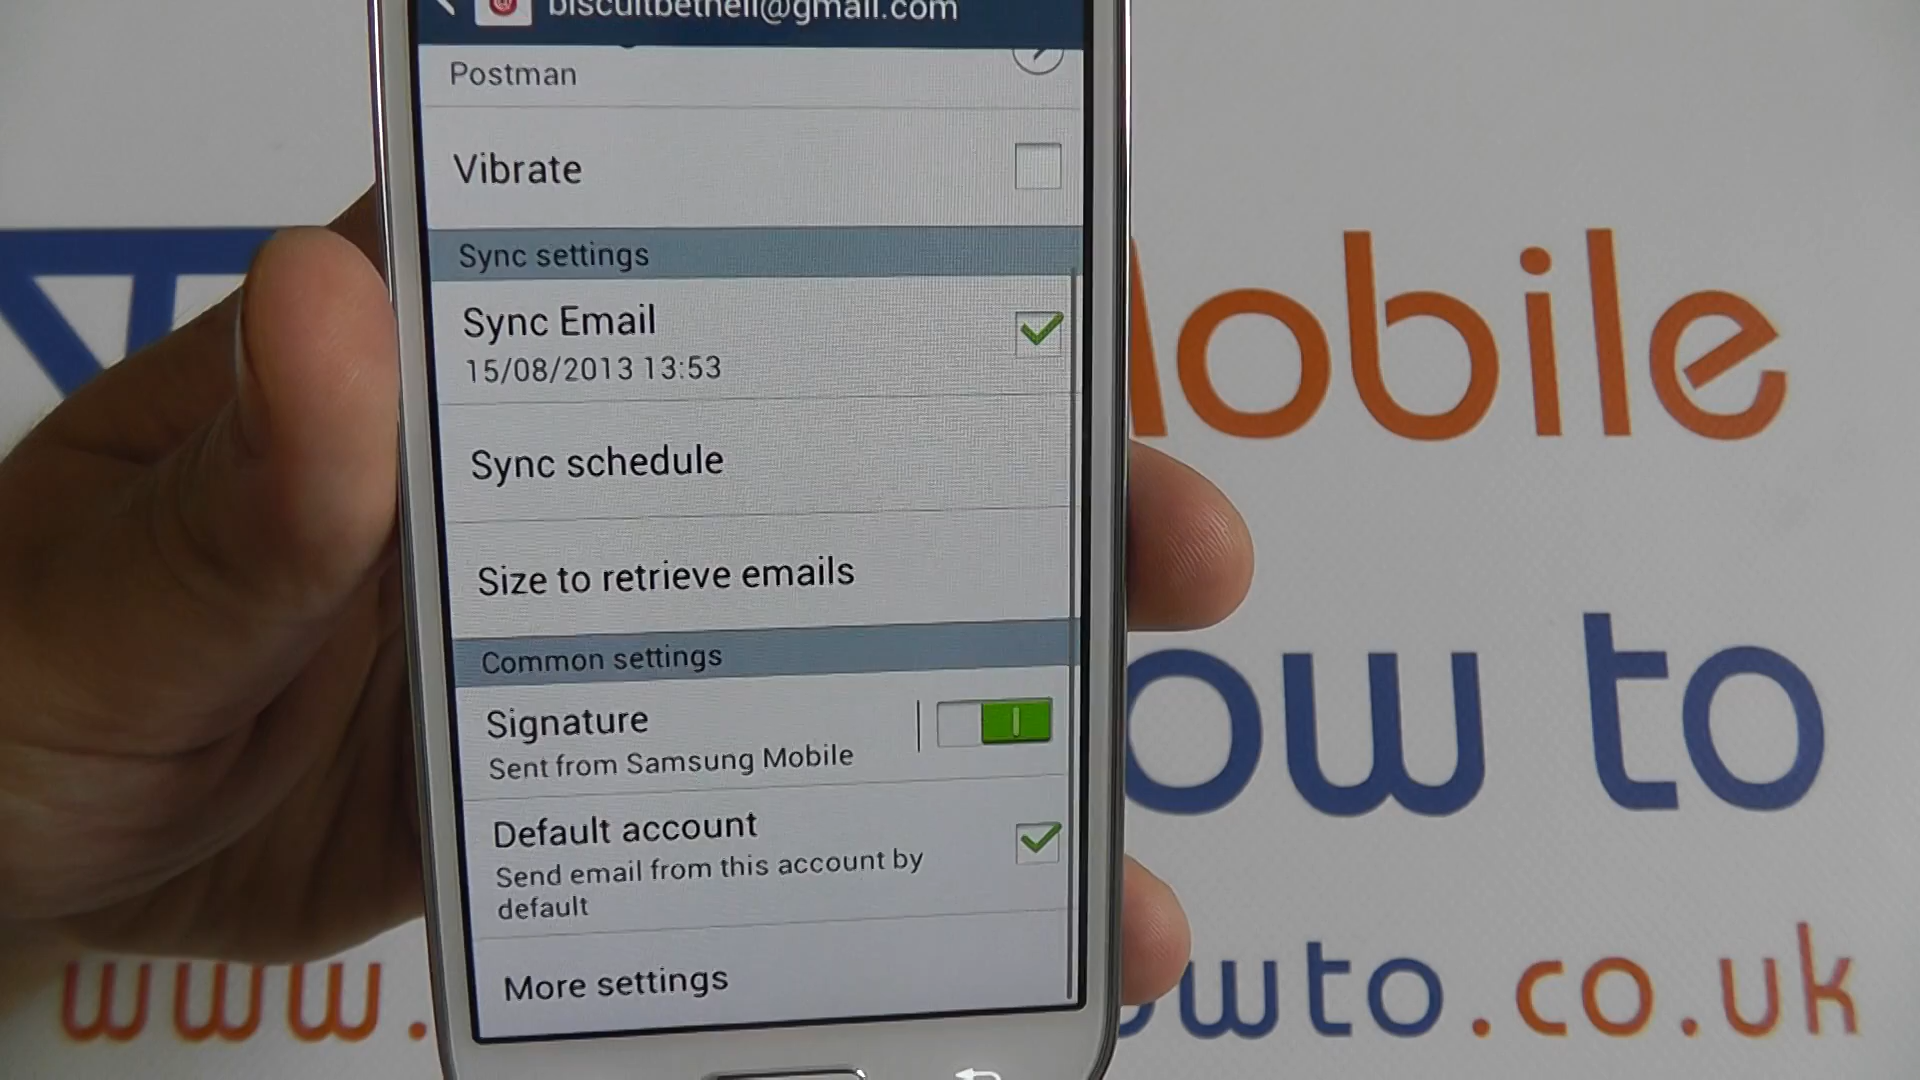 biscuitbethell@gmail.com
Postman
Vibrate
Sync settings
Sync Email
15/08/2013 13:53
Sync schedule
Size to retrieve emails
Common settings
Signature
Sent from Samsung Mobile
Default account
Send email from this account by
default
More settings
obile
ow to
www.
owto.co.uk